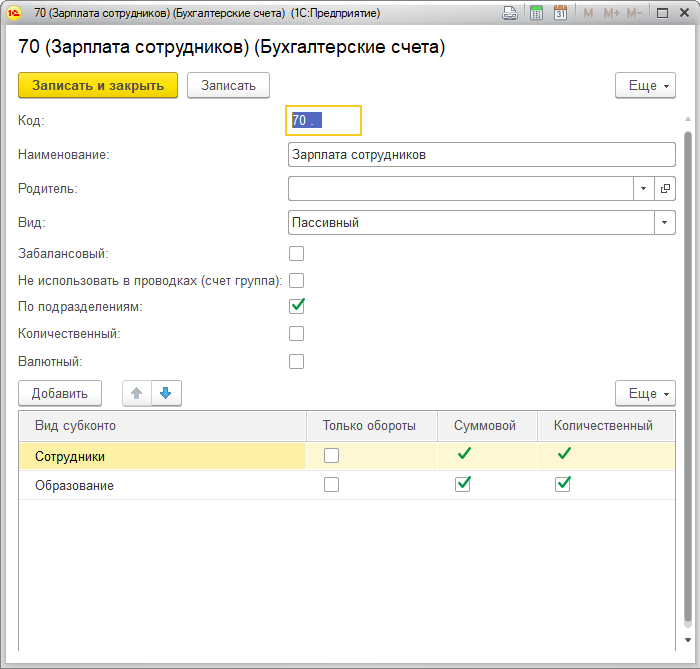 70 (Зарплата сотрудников) (Бухгалтерские счета) (1С:Предприятие)
31 M M+ M-
70 (Зарплата сотрудников) (Бухгалтерские счета)
Записать и закрыть Записать Еще
Код: 70 .
Наименование: Зарплата сотрудников
Родитель:
Вид: Пассивный
Забалансовый:
Не использовать в проводках (счет группа):
По подразделениям:
Количественный:
Валютный:
Добавить Еще
Вид субконто Только обороты Суммовой Количественный
Сотрудники
Образование